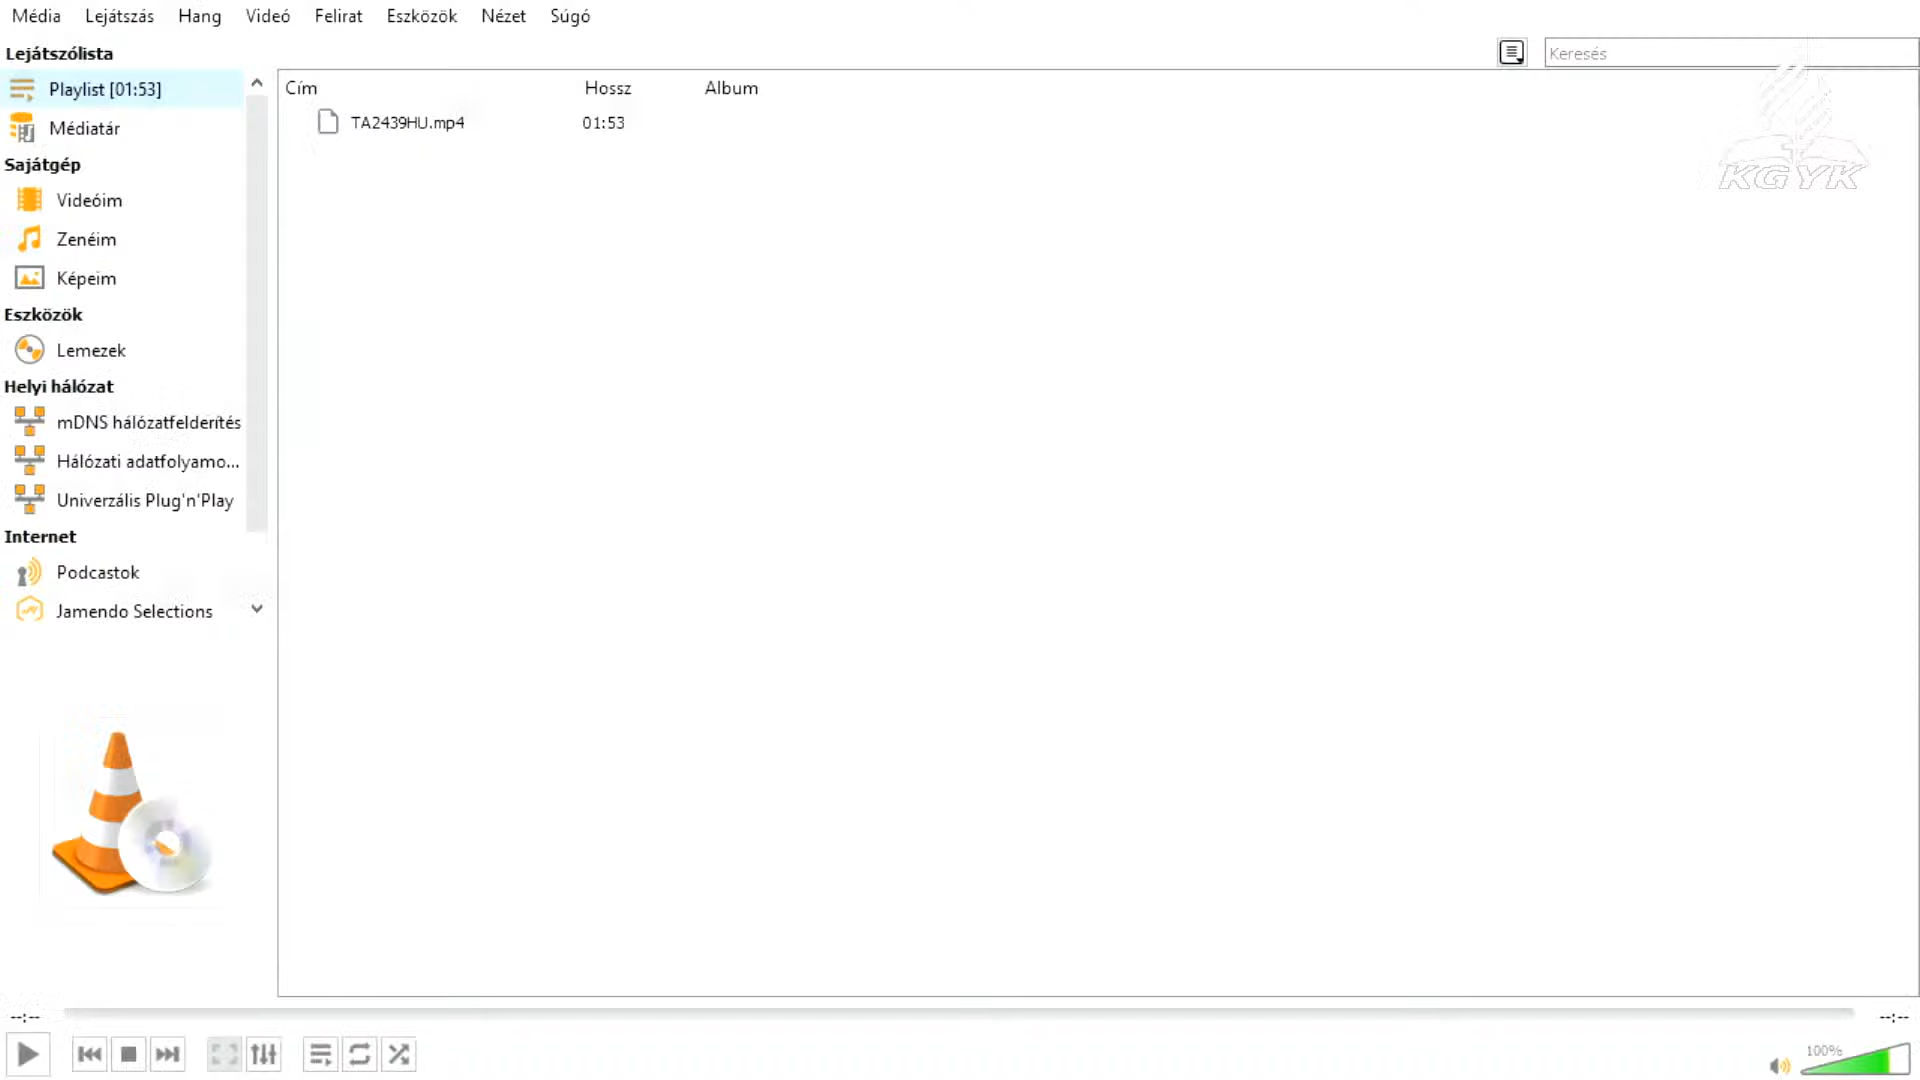 Média Lejátszás Hang Videó Felirat Eszközök Nézet Súgó
Lejátszólista
Keresés
Playlist [01:53]
Médiatár
Sajátgép
Videóim
Zenéim
Képeim
Eszközök
Lemezek
Helyi hálózat
mDNS hálózatfelderítés
Hálózati adatfolyamo...
Univerzális Plug'n'Play
Internet
Podcastok
Jamendo Selections
Cím Hossz Album
TA2439HU.mp4 01:53
KGYK
--:-- --:--
100%